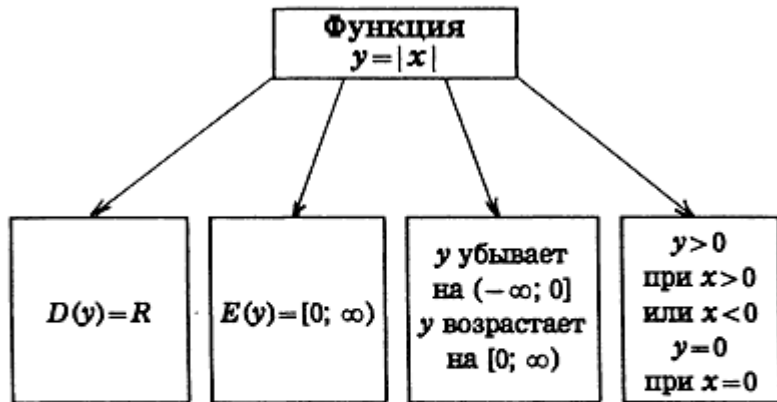 Функция
y=|x|
D(y)=R
E(y)=[0; ∞)
y убывает
на (−∞; 0]
y возрастает
на [0; ∞)
y>0
при x>0
или x<0
y=0
при x=0